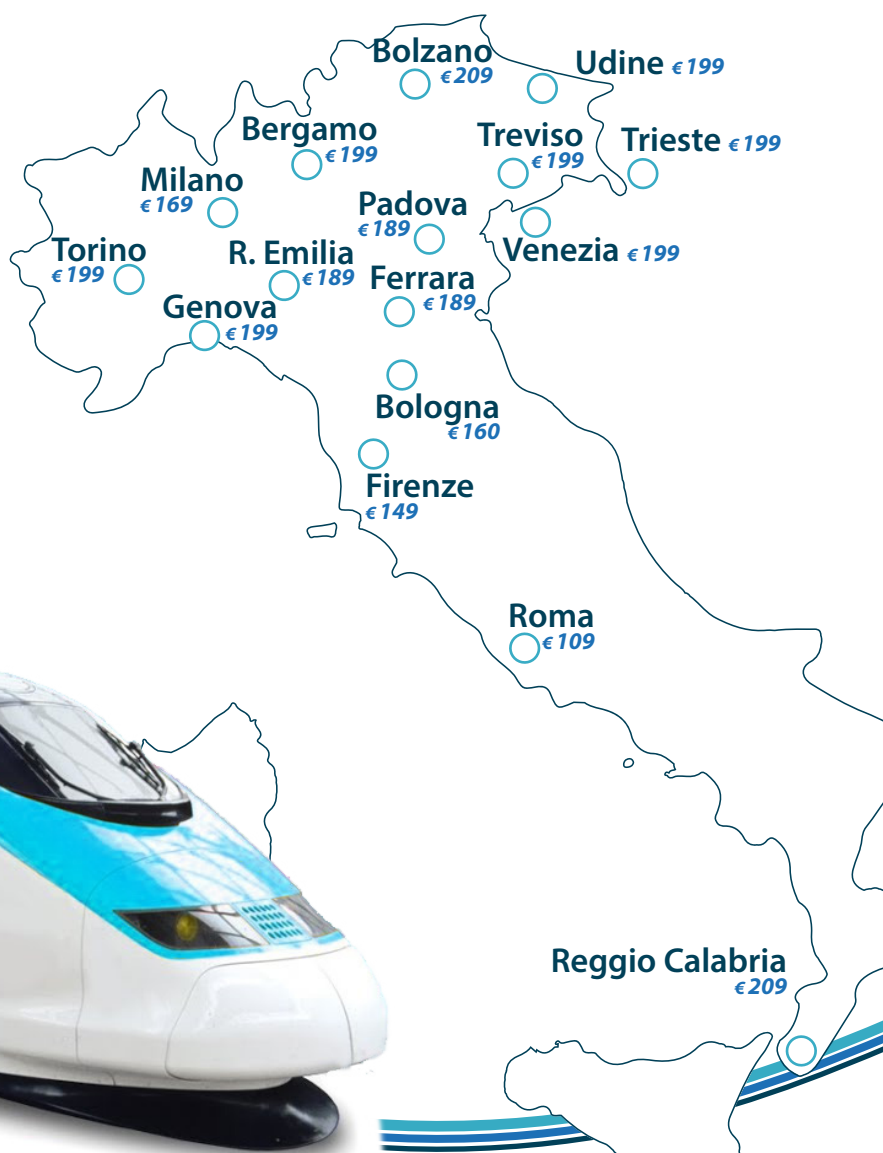 Bolzano
€ 209
Udine € 199
Bergamo
€ 199
Treviso
€ 199
Trieste € 199
Milano
€ 169
Padova
€ 189
Venezia € 199
Torino
€ 199
R. Emilia
€ 189
Ferrara
€ 189
Genova
€ 199
Bologna
€ 160
Firenze
€ 149
Roma
€ 109
Reggio Calabria
€ 209